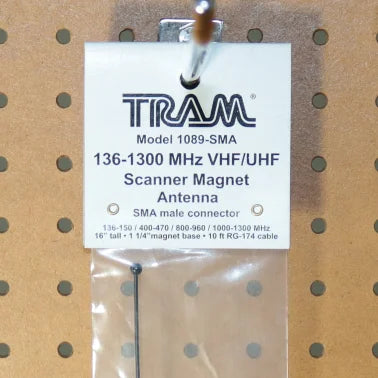 TRAM®
Model 1089-SMA
136-1300 MHz VHF/UHF
Scanner Magnet
Antenna
SMA male connector
136-150 / 400-470 / 800-960 / 1000-1300 MHz
16" tall • 1 1/4"magnet base • 10 ft RG-174 cable